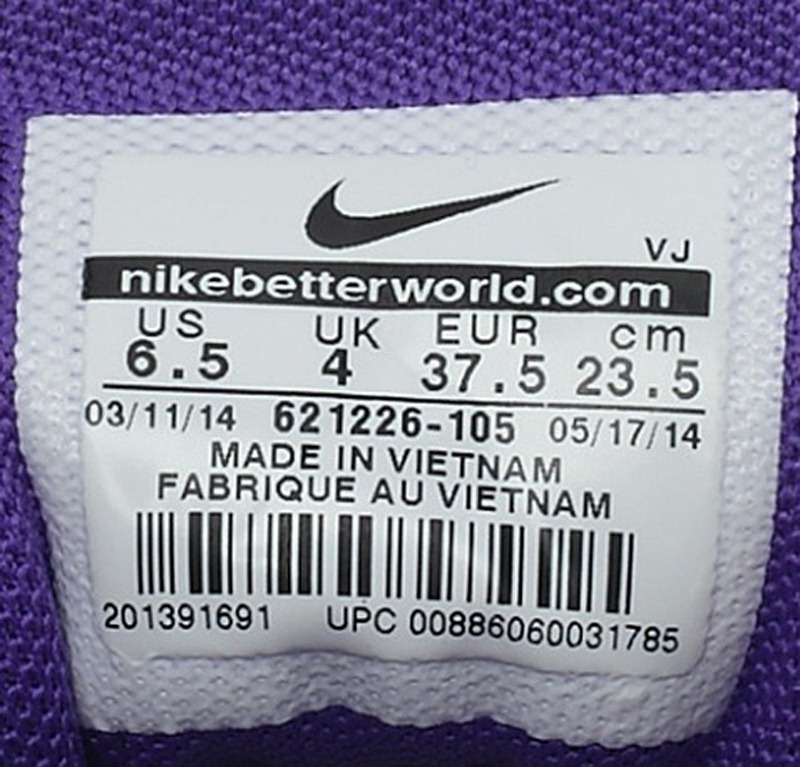 VJ
nikebetterworld.com
US UK EUR cm
6.5 4 37.5 23.5
03/11/14 621226-105 05/17/14
MADE IN VIETNAM
FABRIQUE AU VIETNAM
201391691 UPC 00886060031785